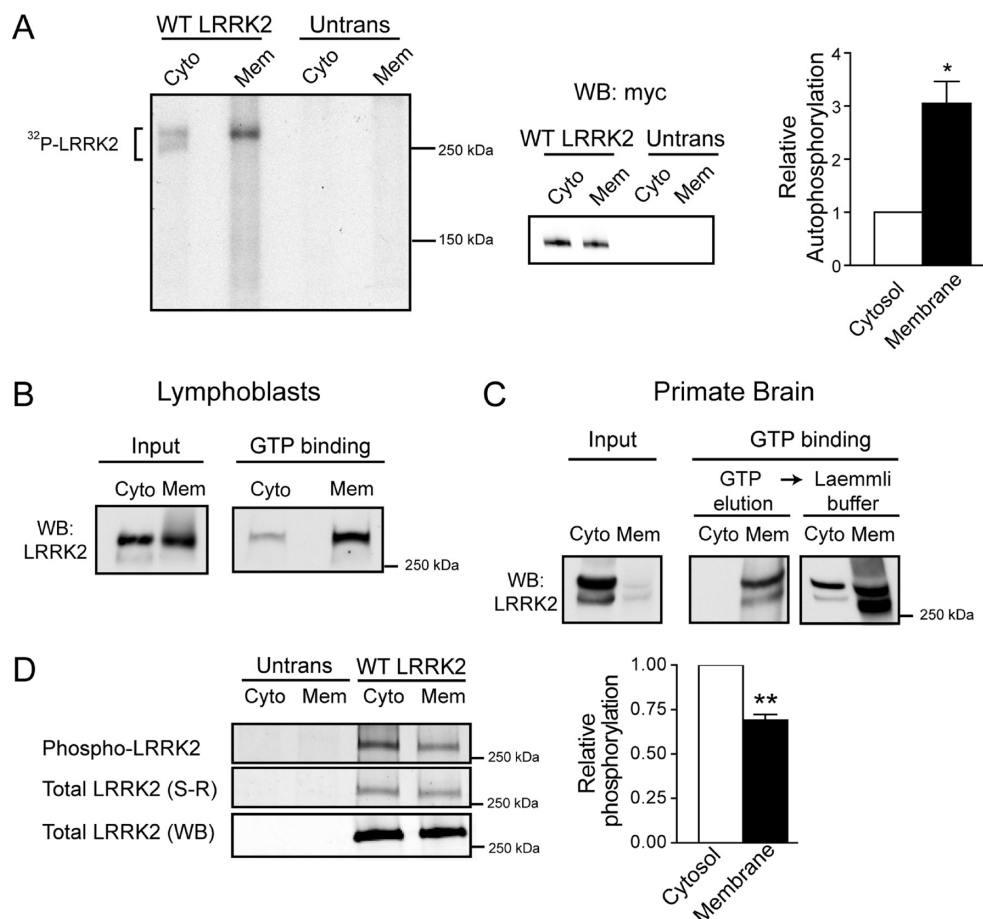 A
WT LRRK2 Untrans
Cyto Mem Cyto Mem
32P-LRRK2
250 kDa
150 kDa
WB: myc
WT LRRK2 Untrans
Cyto Mem Cyto Mem
Relative
Autophosphorylation
4
3
2
1
0
*
Cytosol
Membrane
B
Lymphoblasts
Input GTP binding
Cyto Mem Cyto Mem
WB:
LRRK2
250 kDa
C
Primate Brain
Input GTP binding
GTP → Laemmli
elution buffer
Cyto Mem Cyto Mem Cyto Mem
WB:
LRRK2
250 kDa
D
Untrans WT LRRK2
Cyto Mem Cyto Mem
Phospho-LRRK2
250 kDa
Total LRRK2 (S-R)
250 kDa
Total LRRK2 (WB)
250 kDa
Relative
phosphorylation
1.00
0.75
0.50
0.25
0.00
**
Cytosol
Membrane